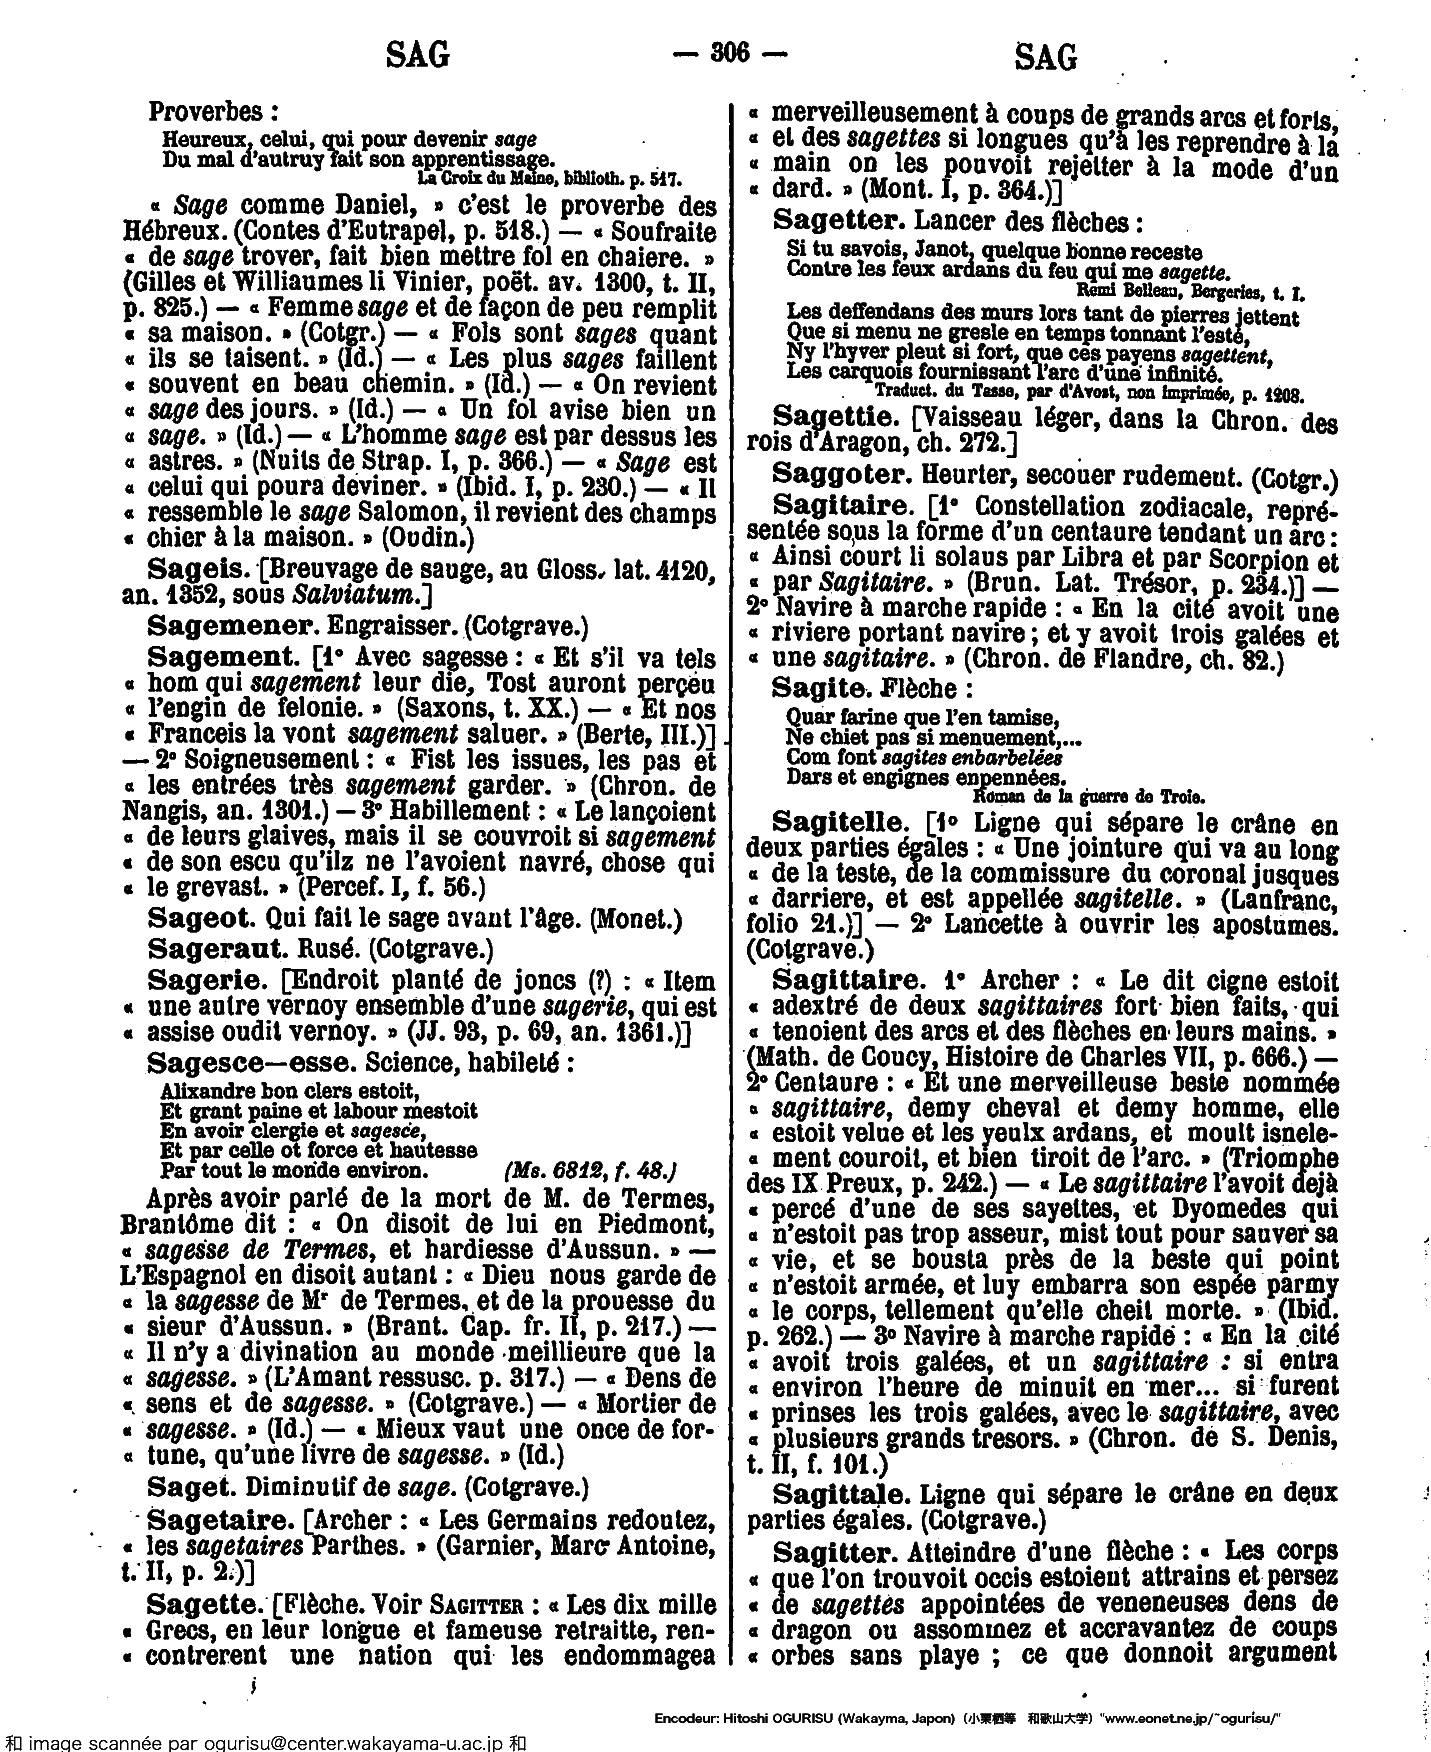 SAG — 306 — SAG
Proverbes :
Heureux, celui, qui pour devenir sage
Du mal d'autruy fait son apprentissage.
La Croix du Maine, biblioth. p. 517.
« Sage comme Daniel, » c'est le proverbe des
Hébreux. (Contes d'Eutrapel, p. 518.) — « Soufraite
« de sage trover, fait bien mettre fol en chaiere. »
(Gilles et Williaumes li Vinier, poët. av. 1300, t. II,
p. 825.) — « Femme sage et de façon de peu remplit
« sa maison. » (Cotgr.) — « Fols sont sages quant
« ils se taisent. » (Id.) — « Les plus sages faillent
« souvent en beau chemin. » (Id.) — « On revient
« sage des jours. » (Id.) — « Un fol avise bien un
« sage. » (Id.) — « L'homme sage est par dessus les
« astres. » (Nuits de Strap. I, p. 366.) — « Sage est
« celui qui poura deviner. » (Ibid. I, p. 230.) — « Il
« ressemble le sage Salomon, il revient des champs
« chier à la maison. » (Oudin.)
Sageis. [Breuvage de sauge, au Gloss. lat. 4120,
an. 1352, sous Salviatum.]
Sagemener. Engraisser. (Cotgrave.)
Sagement. [1° Avec sagesse : « Et s'il va tels
« hom qui sagement leur die, Tost auront perçeu
« l'engin de felonie. » (Saxons, t. XX.) — « Et nos
« Franceis la vont sagement saluer. » (Berte, III.)]
— 2° Soigneusement : « Fist les issues, les pas et
« les entrées très sagement garder. » (Chron. de
Nangis, an. 1301.) — 3° Habillement : « Le lançoient
« de leurs glaives, mais il se couvroit si sagement
« de son escu qu'ilz ne l'avoient navré, chose qui
« le grevast. » (Percef. I, f. 56.)
Sageot. Qui fait le sage avant l'âge. (Monet.)
Sageraut. Rusé. (Cotgrave.)
Sagerie. [Endroit planté de joncs (?) : « Item
« une autre vernoy ensemble d'une sagerie, qui est
« assise oudit vernoy. » (JJ. 93, p. 69, an. 1361.)]
Sagesce—esse. Science, habileté :
Alixandre bon clers estoit,
Et grant paine et labour mestoit
En avoir clergie et sagesce,
Et par celle ot force et hautesse
Par tout le monde environ. (Ms. 6812, f. 48.)
Après avoir parlé de la mort de M. de Termes,
Brantôme dit : « On disoit de lui en Piedmont,
« sagesse de Termes, et hardiesse d'Aussun. » —
L'Espagnol en disoit autant : « Dieu nous garde de
« la sagesse de Mr de Termes, et de la prouesse du
« sieur d'Aussun. » (Brant. Cap. fr. II, p. 217.) —
« Il n'y a divination au monde meillieure que la
« sagesse. » (L'Amant ressusc. p. 317.) — « Dens de
« sens et de sagesse. » (Cotgrave.) — « Mortier de
« sagesse. » (Id.) — « Mieux vaut une once de for-
« tune, qu'une livre de sagesse. » (Id.)
Saget. Diminutif de sage. (Cotgrave.)
Sagetaire. [Archer : « Les Germains redoutez,
« les sagetaires Parthes. » (Garnier, Marc Antoine,
t. II, p. 2.)]
Sagette. [Flèche. Voir SAGITTER : « Les dix mille
« Grecs, en leur longue et fameuse retraitte, ren-
« contrerent une nation qui les endommagea
« merveilleusement à coups de grands arcs et forts,
« et des sagettes si longues qu'à les reprendre à la
« main on les pouvoit rejetter à la mode d'un
« dard. » (Mont. I, p. 364.)]
Sagetter. Lancer des flèches :
Si tu savois, Janot, quelque bonne receste
Contre les feux ardans du feu qui me sagette.
Remi Belleau, Bergeries, t. I.
Les deffendans des murs lors tant de pierres jettent
Que si menu ne gresle en temps tonnant l'esté,
Ny l'hyver pleut si fort, que ces payens sagettent,
Les carquois fournissant l'arc d'une infinité.
Traduct. du Tasse, par d'Avost, non imprimée, p. 1208.
Sagettie. [Vaisseau léger, dans la Chron. des
rois d'Aragon, ch. 272.]
Saggoter. Heurter, secouer rudement. (Cotgr.)
Sagitaire. [1° Constellation zodiacale, repré-
sentée sous la forme d'un centaure tendant un arc :
« Ainsi court li solaus par Libra et par Scorpion et
« par Sagitaire. » (Brun. Lat. Trésor, p. 234.)] —
2° Navire à marche rapide : « En la cité avoit une
« riviere portant navire ; et y avoit trois galées et
« une sagitaire. » (Chron. de Flandre, ch. 82.)
Sagite. Flèche :
Quar farine que l'en tamise,
Ne chiet pas si menuement,...
Com font sagites enbarbelées
Dars et engignes enpennées.
Roman de la guerre de Troie.
Sagitelle. [1° Ligne qui sépare le crâne en
deux parties égales : « Une jointure qui va au long
« de la teste, de la commissure du coronal jusques
« darriere, et est appellée sagitelle. » (Lanfranc,
folio 21.)] — 2° Lancette à ouvrir les apostumes.
(Cotgrave.)
Sagittaire. 1° Archer : « Le dit cigne estoit
« adextré de deux sagittaires fort bien faits, qui
« tenoient des arcs et des flèches en leurs mains. »
(Math. de Coucy, Histoire de Charles VII, p. 666.) —
2° Centaure : « Et une merveilleuse beste nommée
« sagittaire, demy cheval et demy homme, elle
« estoit velue et les yeulx ardans, et moult isnele-
« ment couroit, et bien tiroit de l'arc. » (Triomphe
des IX Preux, p. 242.) — « Le sagittaire l'avoit dejà
« percé d'une de ses sayettes, et Dyomedes qui
« n'estoit pas trop asseur, mist tout pour sauver sa
« vie, et se bousta près de la beste qui point
« n'estoit armée, et luy embarra son espée parmy
« le corps, tellement qu'elle cheit morte. » (Ibid.
p. 262.) — 3° Navire à marche rapide : « En la cité
« avoit trois galées, et un sagittaire : si entra
« environ l'heure de minuit en mer... si furent
« prinses les trois galées, avec le sagittaire, avec
« plusieurs grands tresors. » (Chron. de S. Denis,
t. II, f. 101.)
Sagittale. Ligne qui sépare le crâne en deux
parties égales. (Cotgrave.)
Sagitter. Atteindre d'une flèche : « Les corps
« que l'on trouvoit occis estoient attrains et persez
« de sagettes appointées de veneneuses dens de
« dragon ou assommez et accravantez de coups
« orbes sans playe ; ce que donnoit argument
Encodeur: Hitoshi OGURISU (Wakayma, Japon) (小栗栖等 和歌山大学) "www.eonet.ne.jp/~ogurisu/"
和 image scannée par ogurisu@center.wakayama-u.ac.jp 和